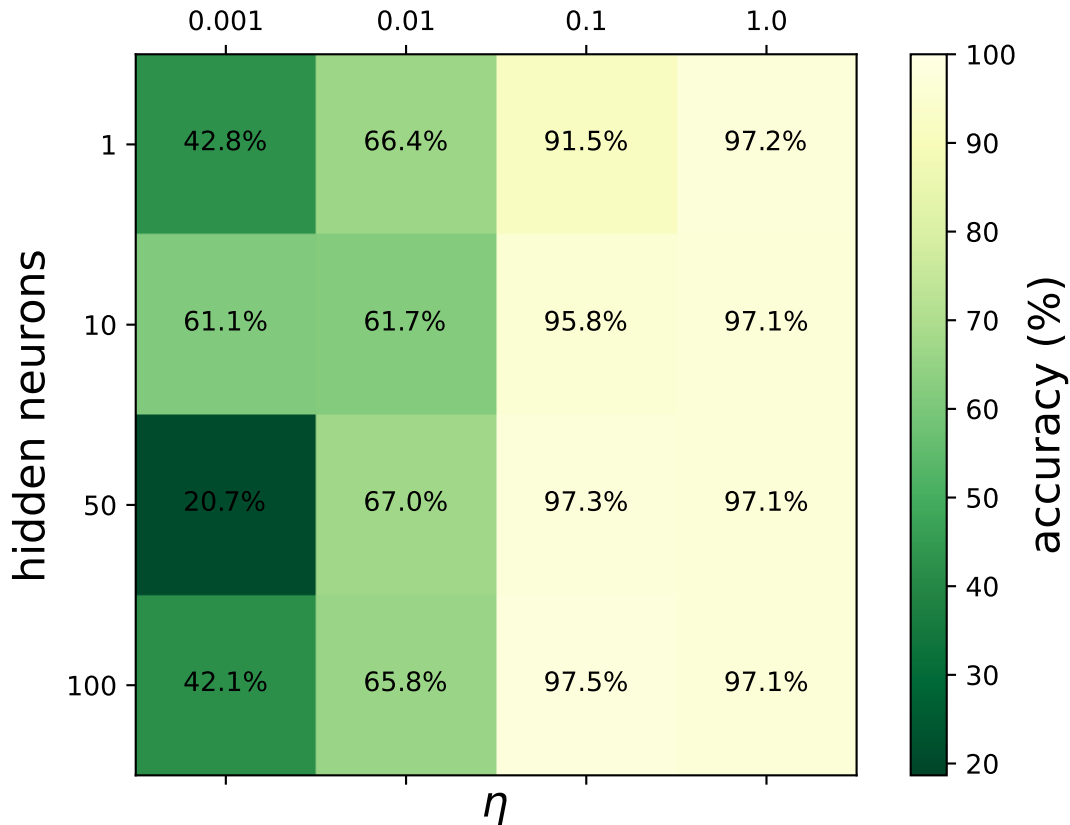 0.001 0.01 0.1 1.0
hidden neurons
1 42.8% 66.4% 91.5% 97.2%
10 61.1% 61.7% 95.8% 97.1%
50 20.7% 67.0% 97.3% 97.1%
100 42.1% 65.8% 97.5% 97.1%
η
100
90
80
70
60
50
40
30
20
accuracy (%)